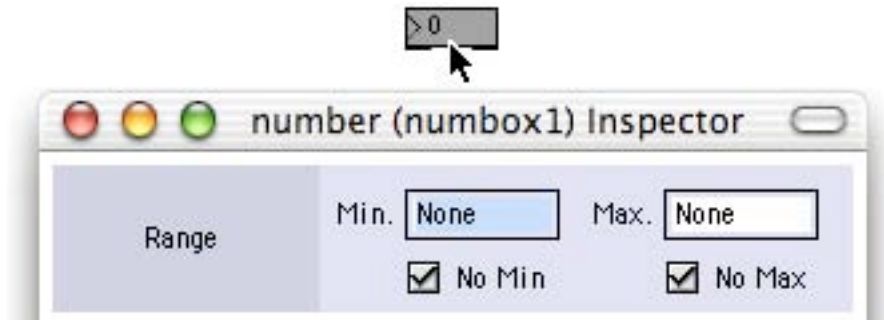 0
number (numbox1) Inspector
Range
Min. None Max. None
No Min No Max